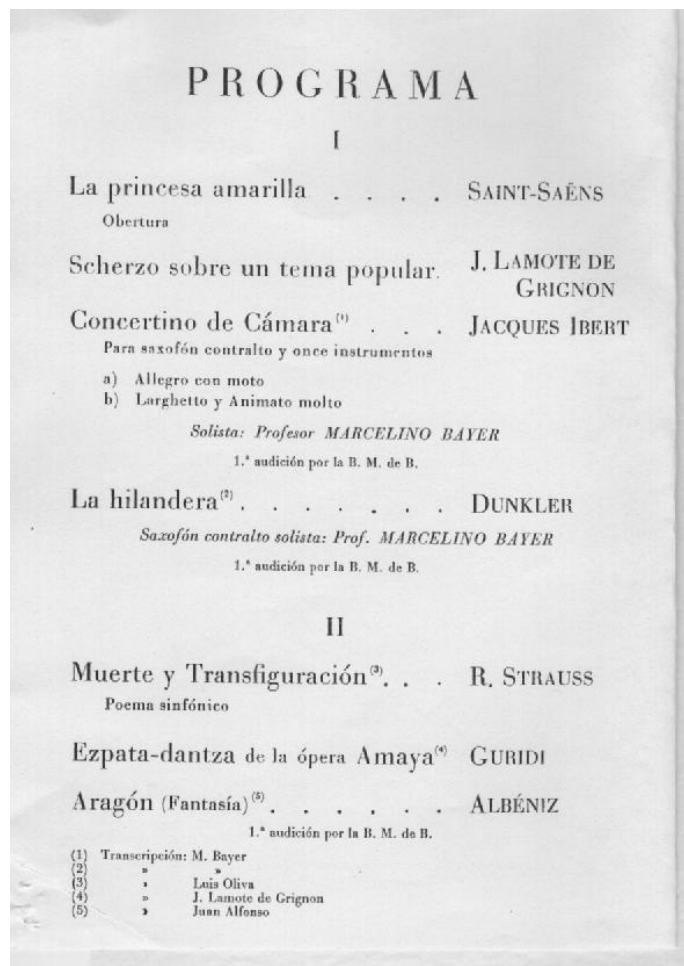 PROGRAMA
I
La princesa amarilla . . . . SAINT-SAËNS
Obertura
Scherzo sobre un tema popular. J. LAMOTE DE
GRIGNON
Concertino de Cámara (1) . . . JACQUES IBERT
Para saxofón contralto y once instrumentos
a) Allegro con moto
b) Larghetto y Animato molto
Solista: Profesor MARCELINO BAYER
1.ª audición por la B. M. de B.
La hilandera (2) . . . . . . . DUNKLER
Saxofón contralto solista: Prof. MARCELINO BAYER
1.ª audición por la B. M. de B.
II
Muerte y Transfiguración (3) . . . R. STRAUSS
Poema sinfónico
Ezpata-dantza de la ópera Amaya (4) GURIDI
Aragón (Fantasía) (5) . . . . . . ALBÉNIZ
1.ª audición por la B. M. de B.
(1) Transcripción: M. Bayer
(2) » »
(3) » Luis Oliva
(4) » J. Lamote de Grignon
(5) » Juan Alfonso